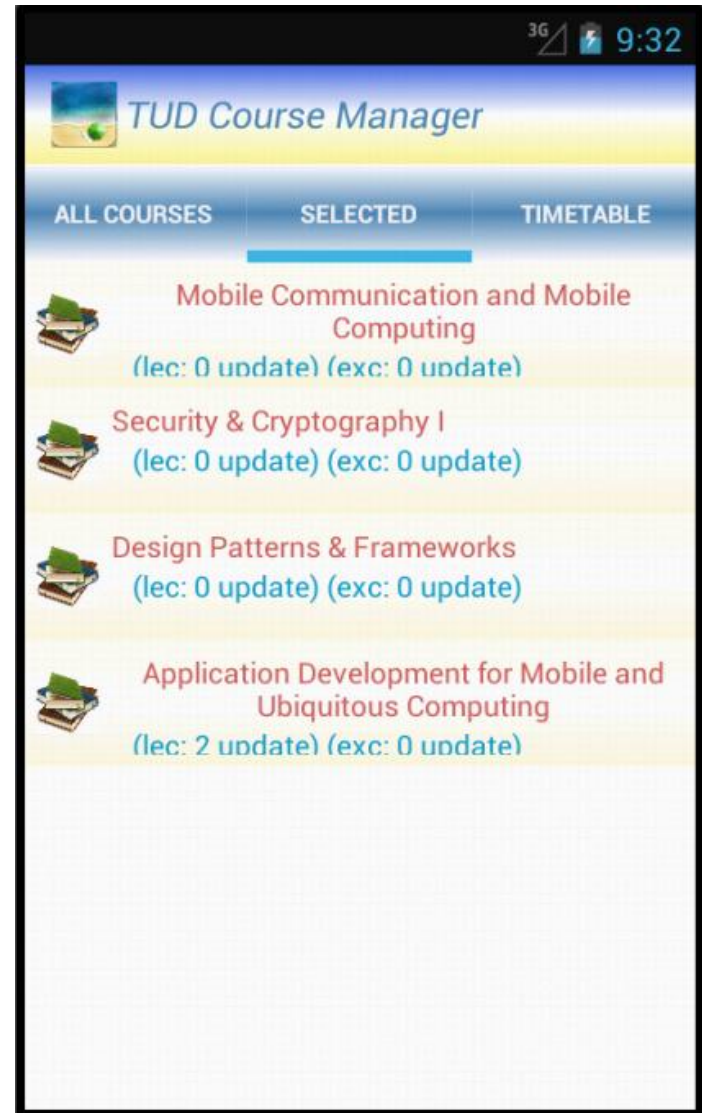 3G 9:32
TUD Course Manager
ALL COURSES SELECTED TIMETABLE
Mobile Communication and Mobile
Computing
(lec: 0 update) (exc: 0 update)
Security & Cryptography I
(lec: 0 update) (exc: 0 update)
Design Patterns & Frameworks
(lec: 0 update) (exc: 0 update)
Application Development for Mobile and
Ubiquitous Computing
(lec: 2 update) (exc: 0 update)